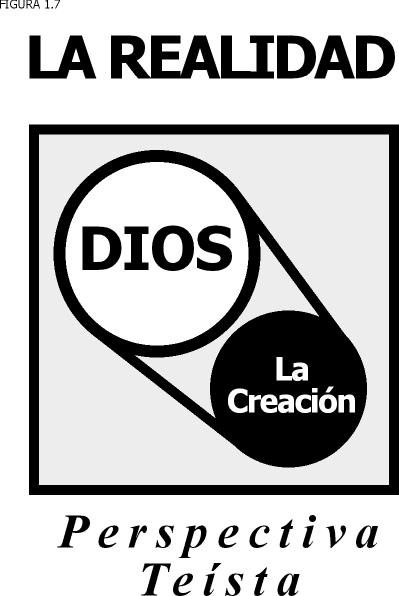 FIGURA 1.7
LA REALIDAD
DIOS
La
Creación
Perspectiva
Teísta